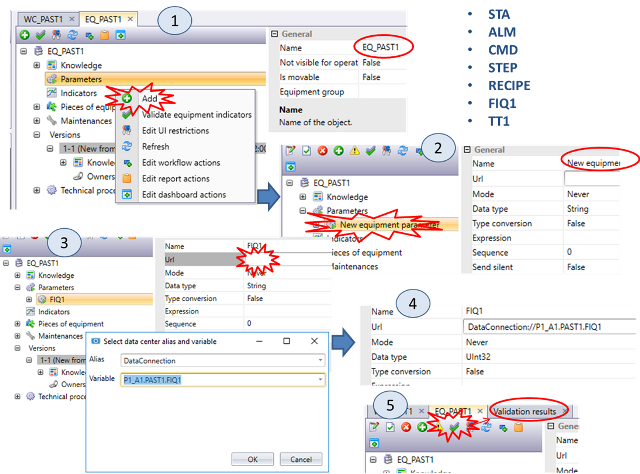 WC_PAST1 ×
EQ_PAST1 ×
1
EQ_PAST1
Knowledge
Parameters
Indicators
Pieces of equip
Maintenances
Versions
1-1 (New from
Knowle
Owners
Technical proce
Add
Validate equipment indicators
Edit UI restrictions
Refresh
Edit workflow actions
Edit report actions
Edit dashboard actions
General
Name EQ_PAST1
Not visible for operat False
Is movable False
Equipment group
Name
Name of the object.
• STA
• ALM
• CMD
• STEP
• RECIPE
• FIQ1
• TT1
2
EQ_PAST1
Knowledge
Parameters
New equipment parameter
Indicators
ieces of equipment
Maintenances
General
Name New equipme
Url
Mode Never
Data type String
Type conversion False
Expression
Sequence 0
Send silent False
3
EQ_PAST1
Knowledge
Parameters
FIQ1
Indicators
Pieces of equipment
Maintenances
Versions
1-1 (New
Knowle
Owners
Technical proce
Name FIQ1
Url
Mode Never
Data type String
Type conversion False
Expression
Sequence 0
Select data center alias and variable
Alias DataConnection
Variable P1_A1.PAST1.FIQ1
OK Cancel
4
Name FIQ1
Url DataConnection://P1_A1.PAST1.FIQ1
Mode Never
Data type UInt32
Type conversion False
5
EQ_PAST1 ×
Validation results ×
EQ_PAST1
General
Name
Url
Mode